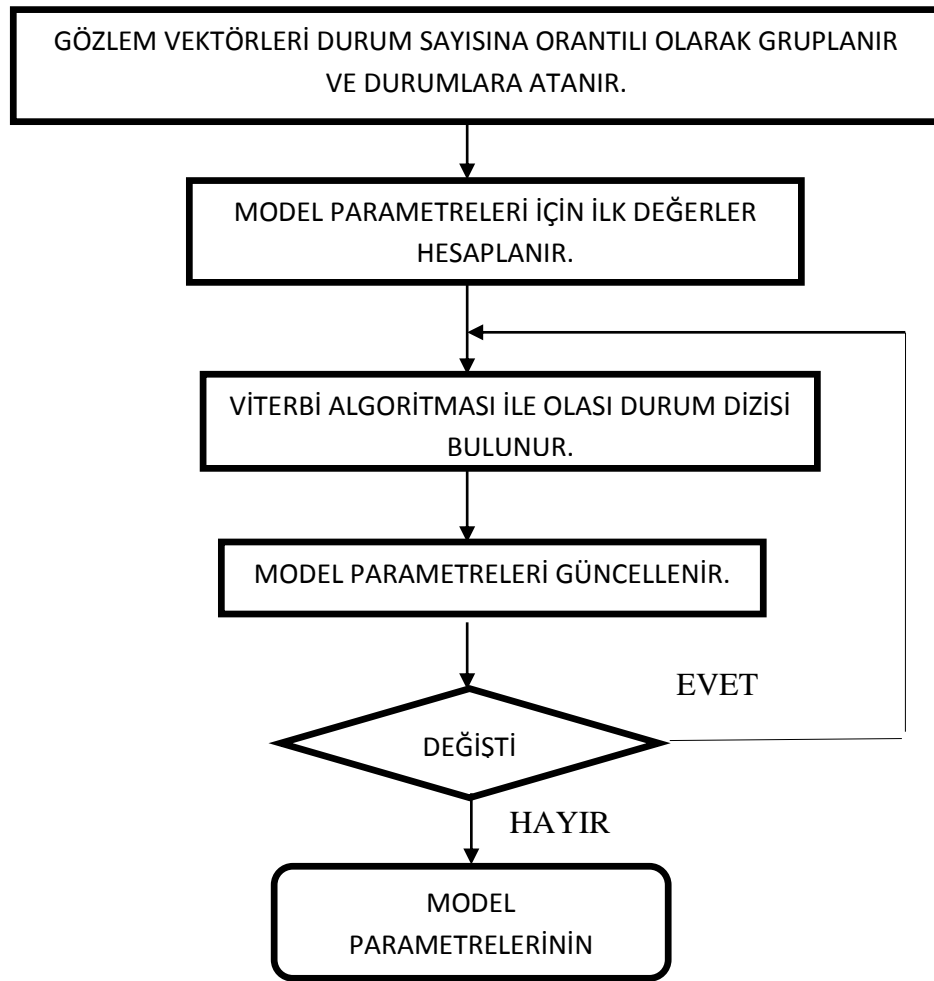 GÖZLEM VEKTÖRLERİ DURUM SAYISINA ORANTILI OLARAK GRUPLANIR
VE DURUMLARA ATANIR.
MODEL PARAMETRELERİ İÇİN İLK DEĞERLER
HESAPLANIR.
VİTERBİ ALGORİTMASI İLE OLASI DURUM DİZİSİ
BULUNUR.
MODEL PARAMETRELERİ GÜNCELLENİR.
EVET
DEĞİŞTİ
HAYIR
MODEL
PARAMETRELERİNİN